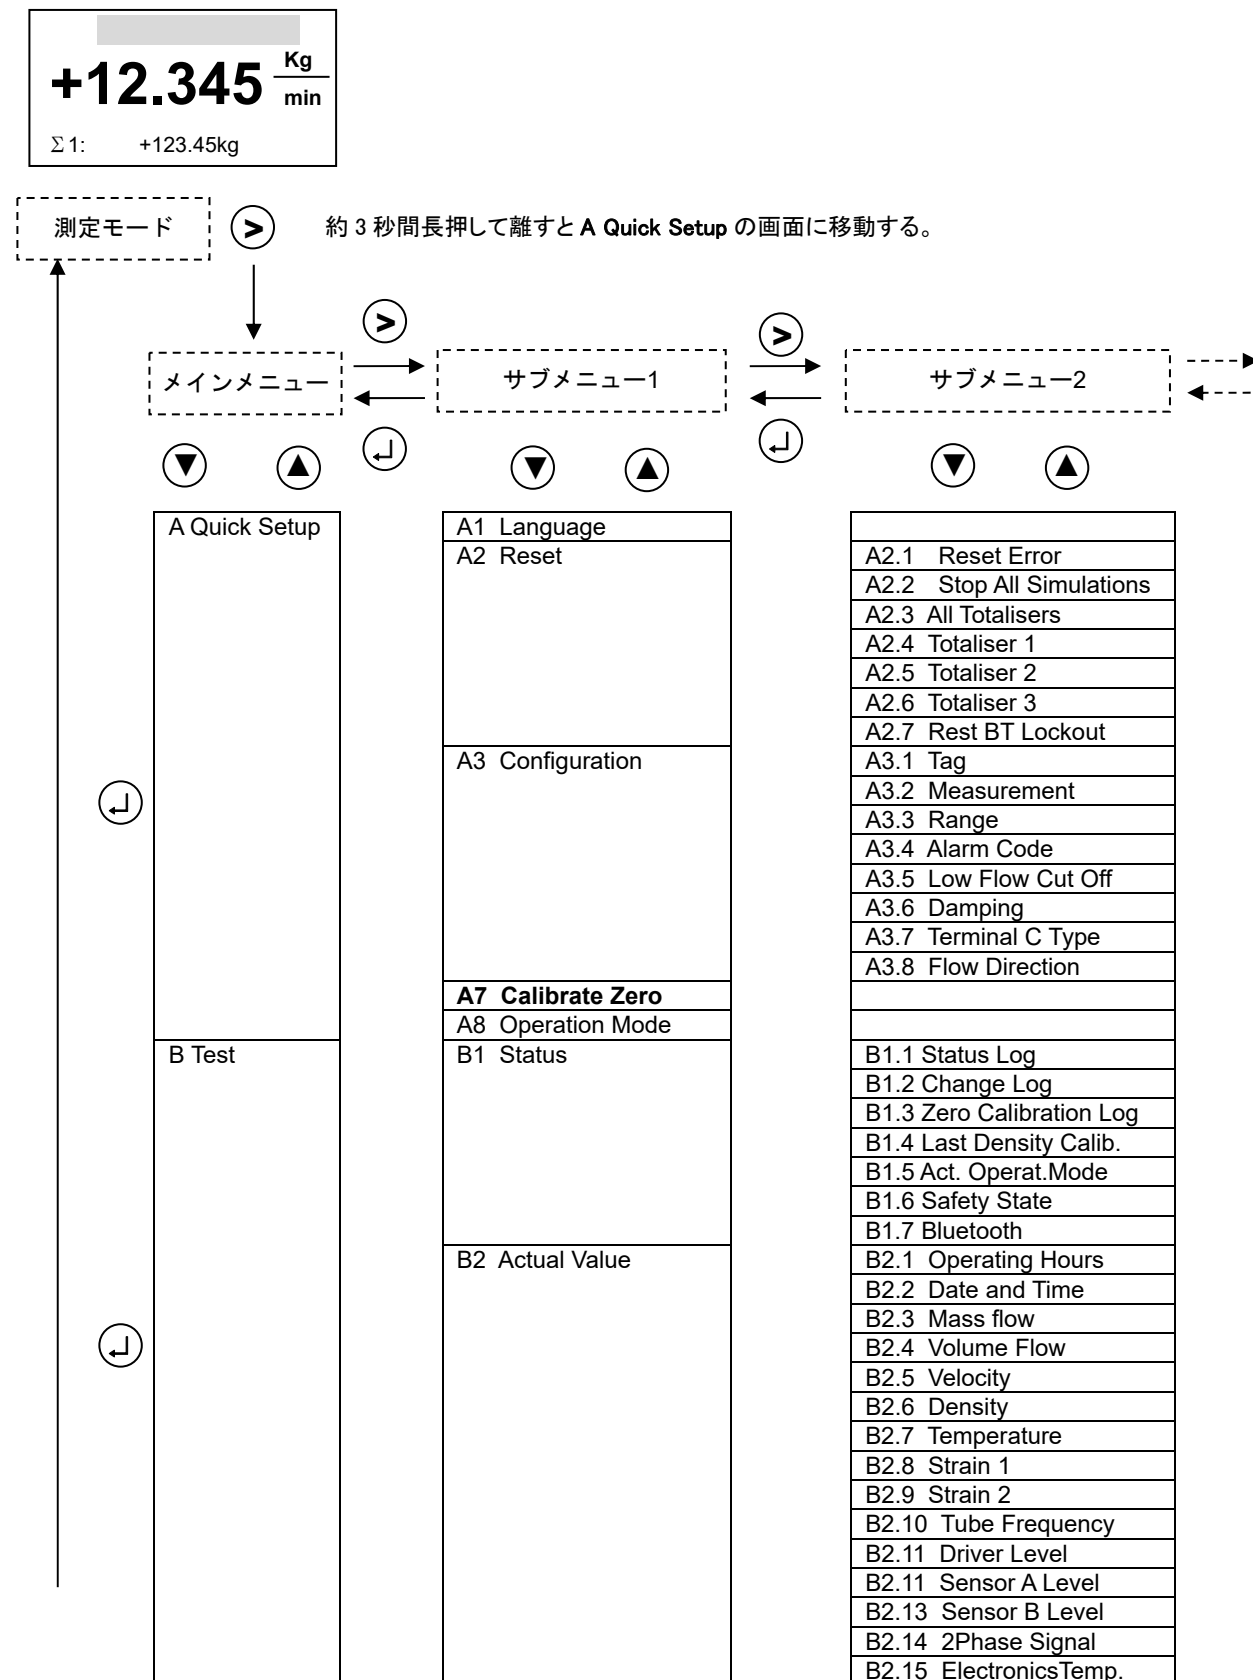 +12.345 Kg
min
Σ1: +123.45kg
測定モード > 約 3 秒間長押しして離すと A Quick Setup の画面に移動する。
> >
メインメニュー サブメニュー1 サブメニュー2
A Quick Setup A1 Language
A2 Reset A2.1 Reset Error
A2.2 Stop All Simulations
A2.3 All Totalisers
A2.4 Totaliser 1
A2.5 Totaliser 2
A2.6 Totaliser 3
A2.7 Rest BT Lockout
A3 Configuration A3.1 Tag
A3.2 Measurement
A3.3 Range
A3.4 Alarm Code
A3.5 Low Flow Cut Off
A3.6 Damping
A3.7 Terminal C Type
A3.8 Flow Direction
A7 Calibrate Zero
A8 Operation Mode
B Test B1 Status B1.1 Status Log
B1.2 Change Log
B1.3 Zero Calibration Log
B1.4 Last Density Calib.
B1.5 Act. Operat.Mode
B1.6 Safety State
B1.7 Bluetooth
B2 Actual Value B2.1 Operating Hours
B2.2 Date and Time
B2.3 Mass flow
B2.4 Volume Flow
B2.5 Velocity
B2.6 Density
B2.7 Temperature
B2.8 Strain 1
B2.9 Strain 2
B2.10 Tube Frequency
B2.11 Driver Level
B2.11 Sensor A Level
B2.13 Sensor B Level
B2.14 2Phase Signal
B2.15 ElectronicsTemp.